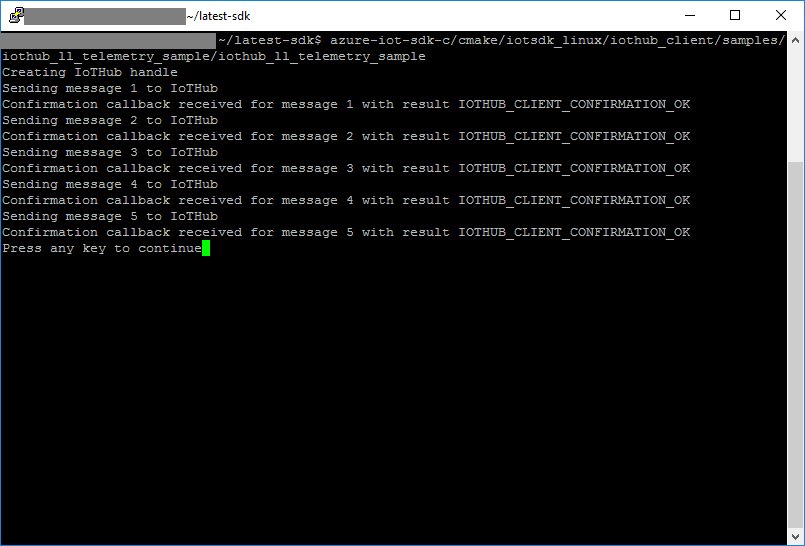 ~/latest-sdk
~/latest-sdk$ azure-iot-sdk-c/cmake/iotsdk_linux/iothub_client/samples/
iothub_ll_telemetry_sample/iothub_ll_telemetry_sample
Creating IoTHub handle
Sending message 1 to IoTHub
Confirmation callback received for message 1 with result IOTHUB_CLIENT_CONFIRMATION_OK
Sending message 2 to IoTHub
Confirmation callback received for message 2 with result IOTHUB_CLIENT_CONFIRMATION_OK
Sending message 3 to IoTHub
Confirmation callback received for message 3 with result IOTHUB_CLIENT_CONFIRMATION_OK
Sending message 4 to IoTHub
Confirmation callback received for message 4 with result IOTHUB_CLIENT_CONFIRMATION_OK
Sending message 5 to IoTHub
Confirmation callback received for message 5 with result IOTHUB_CLIENT_CONFIRMATION_OK
Press any key to continue